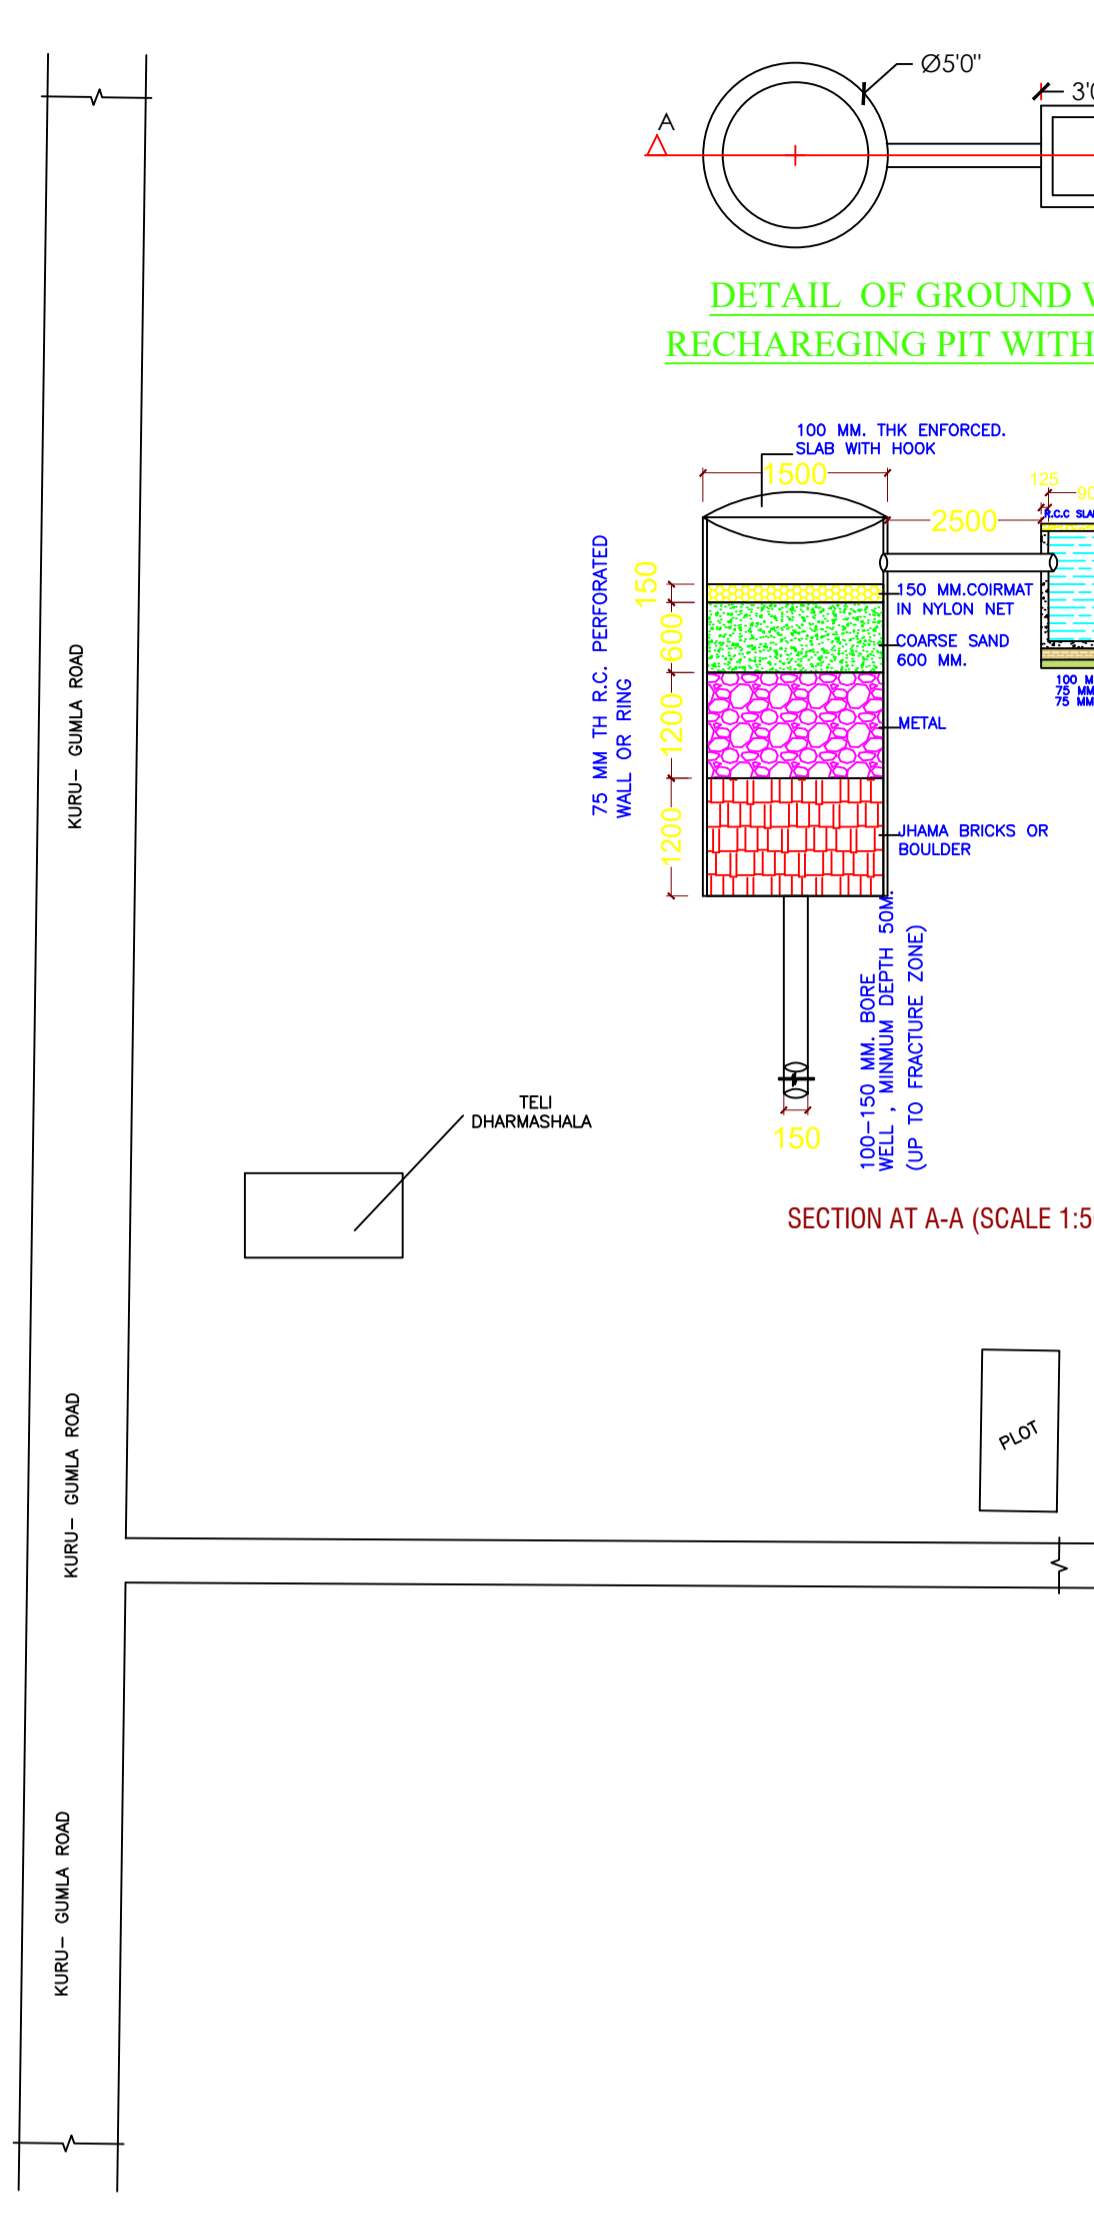 Ø5'0"
3'0
A
DETAIL OF GROUND W
RECHAREGING PIT WITH
100 MM. THK ENFORCED.
SLAB WITH HOOK
1500
125
90
2500
R.C.C SLA
75 MM TH R.C. PERFORATED
WALL OR RING
150
600
1200
1200
150 MM.COIRMAT
IN NYLON NET
COARSE SAND
600 MM.
METAL
JHAMA BRICKS OR
BOULDER
100 M
75 MM
75 MM
100-150 MM. BORE
WELL , MINMUM DEPTH 50M.
(UP TO FRACTURE ZONE)
150
SECTION AT A-A (SCALE 1:5
TELI
DHARMASHALA
PLOT
KURU- GUMLA ROAD
KURU- GUMLA ROAD
KURU- GUMLA ROAD